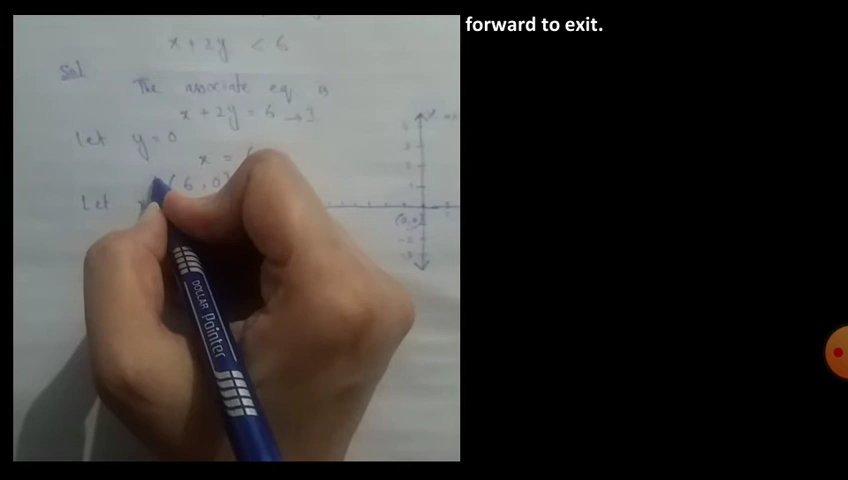 forward to exit.
x + 2y < 6
Sol
The associate eq is
x + 2y = 6 → 1
Let y = 0
x =
(6, 0)
Let
DOLLAR Pointer